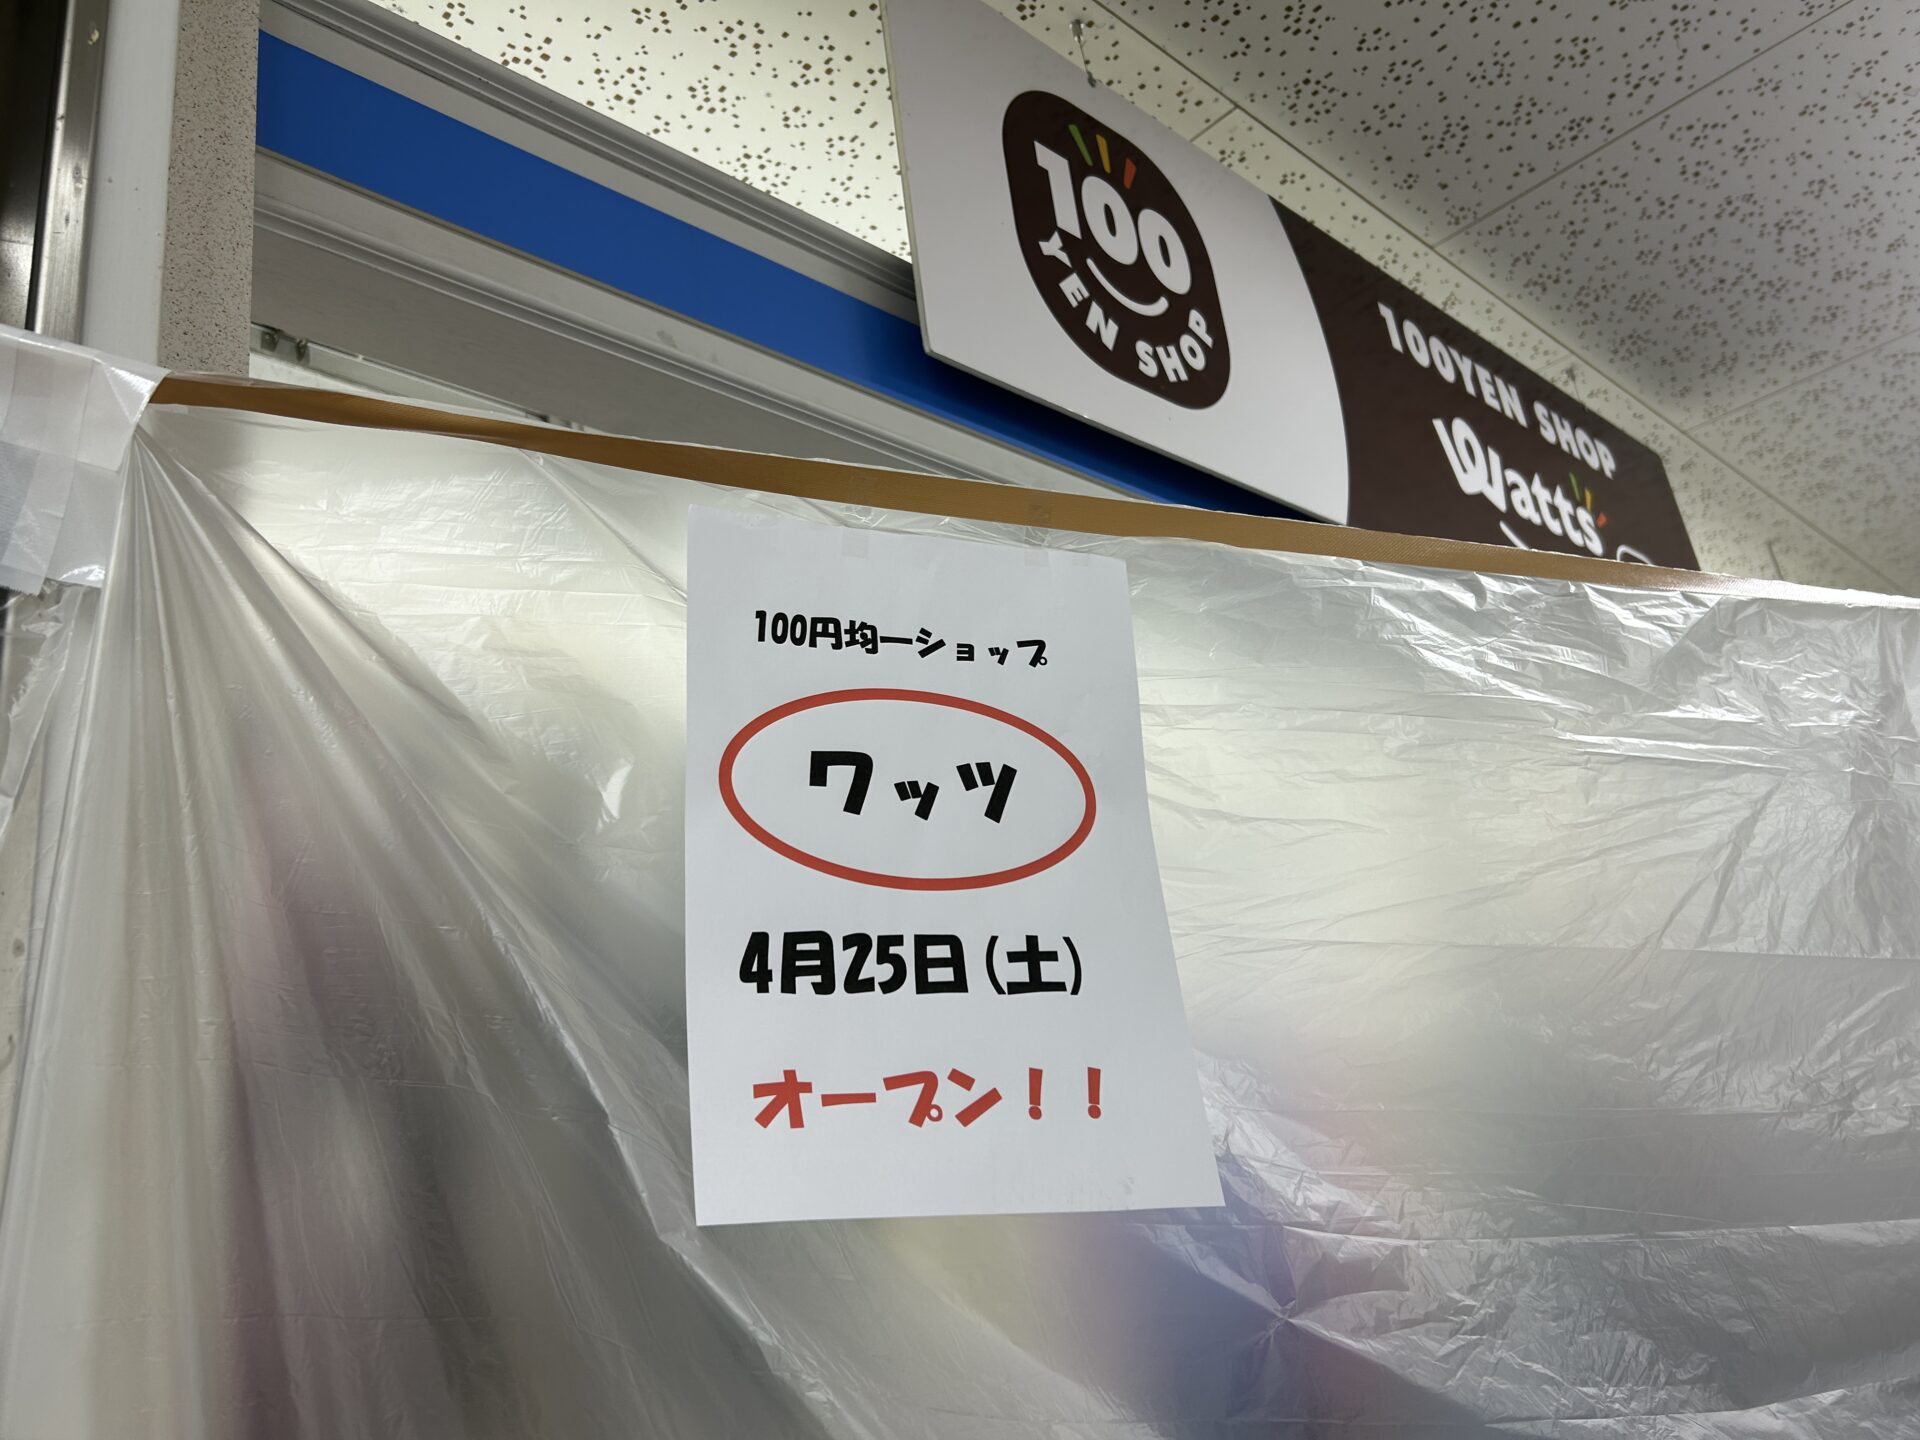 100
YEN SHOP
100YEN SHOP
Watts
100円均一ショップ
ワッツ
4月25日(土)
オープン!!